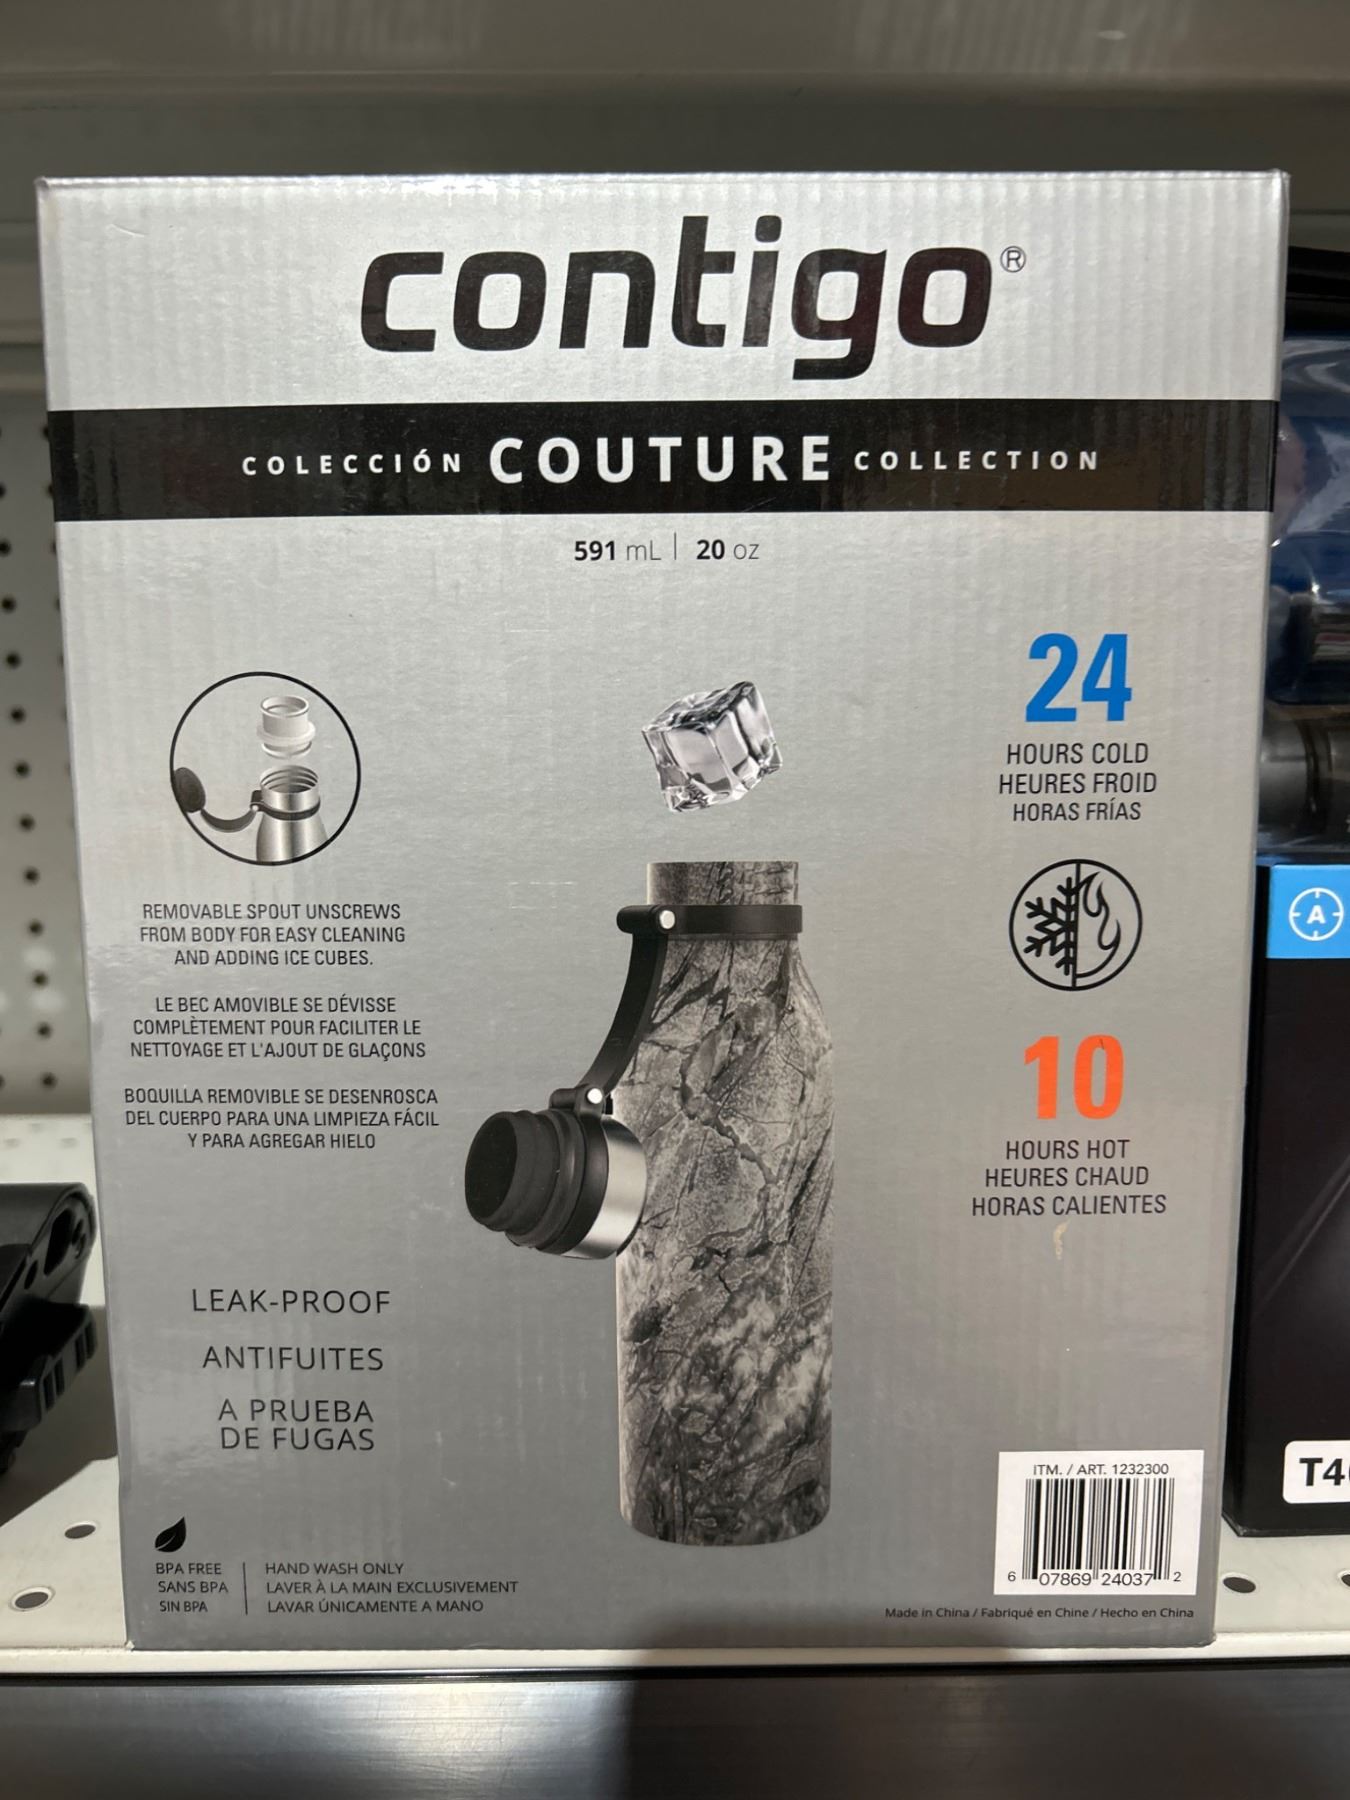 contigo®
COLECCIÓN COUTURE COLLECTION
591 mL | 20 oz
24
HOURS COLD
HEURES FROID
HORAS FRÍAS
REMOVABLE SPOUT UNSCREWS
FROM BODY FOR EASY CLEANING
AND ADDING ICE CUBES.
LE BEC AMOVIBLE SE DÉVISSE
COMPLÈTEMENT POUR FACILITER LE
NETTOYAGE ET L'AJOUT DE GLAÇONS
BOQUILLA REMOVIBLE SE DESENROSCA
DEL CUERPO PARA UNA LIMPIEZA FÁCIL
Y PARA AGREGAR HIELO
10
HOURS HOT
HEURES CHAUD
HORAS CALIENTES
LEAK-PROOF
ANTIFUITES
A PRUEBA
DE FUGAS
BPA FREE
SANS BPA
SIN BPA
HAND WASH ONLY
LAVER À LA MAIN EXCLUSIVEMENT
LAVAR ÚNICAMENTE A MANO
ITM. / ART. 1232300
6 07869 24037 2
Made in China / Fabriqué en Chine / Hecho en China
A